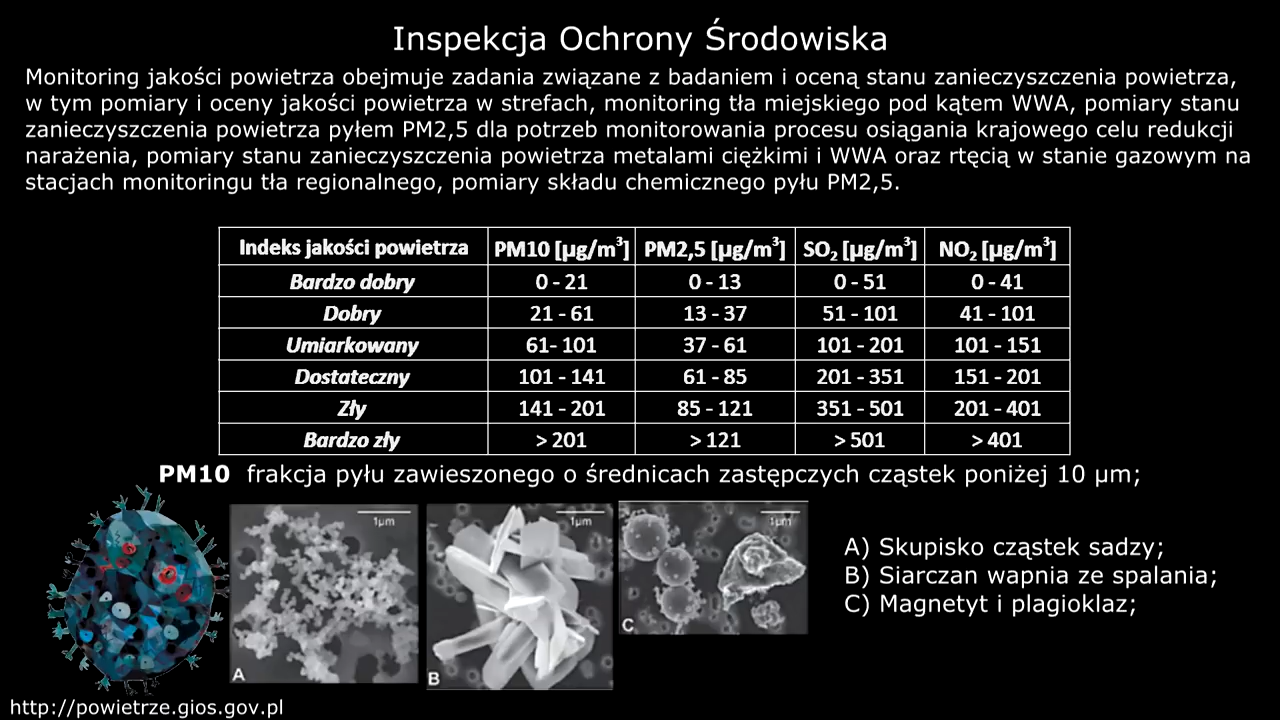 Inspekcja Ochrony Środowiska
Monitoring jakości powietrza obejmuje zadania związane z badaniem i oceną stanu zanieczyszczenia powietrza,
w tym pomiary i oceny jakości powietrza w strefach, monitoring tła miejskiego pod kątem WWA, pomiary stanu
zanieczyszczenia powietrza pyłem PM2,5 dla potrzeb monitorowania procesu osiągania krajowego celu redukcji
narażenia, pomiary stanu zanieczyszczenia powietrza metalami ciężkimi i WWA oraz rtęcią w stanie gazowym na
stacjach monitoringu tła regionalnego, pomiary składu chemicznego pyłu PM2,5.
Indeks jakości powietrza PM10 [µg/m³] PM2,5 [µg/m³] SO₂ [µg/m³] NO₂ [µg/m³]
Bardzo dobry 0 - 21 0 - 13 0 - 51 0 - 41
Dobry 21 - 61 13 - 37 51 - 101 41 - 101
Umiarkowany 61- 101 37 - 61 101 - 201 101 - 151
Dostateczny 101 - 141 61 - 85 201 - 351 151 - 201
Zły 141 - 201 85 - 121 351 - 501 201 - 401
Bardzo zły > 201 > 121 > 501 > 401
PM10 frakcja pyłu zawieszonego o średnicach zastępczych cząstek poniżej 10 µm;
1µm
A
1µm
B
1µm
C
A) Skupisko cząstek sadzy;
B) Siarczan wapnia ze spalania;
C) Magnetyt i plagioklaz;
http://powietrze.gios.gov.pl